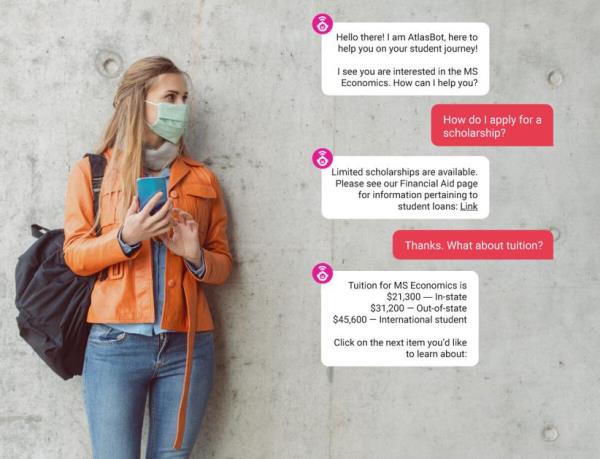 Hello there! I am AtlasBot, here to
help you on your student journey!
I see you are interested in the MS
Economics. How can I help you?
How do I apply for a
scholarship?
Limited scholarships are available.
Please see our Financial Aid page
for information pertaining to
student loans: Link
Thanks. What about tuition?
Tuition for MS Economics is
$21,300 — In-state
$31,200 — Out-of-state
$45,600 — International student
Click on the next item you'd like
to learn about: